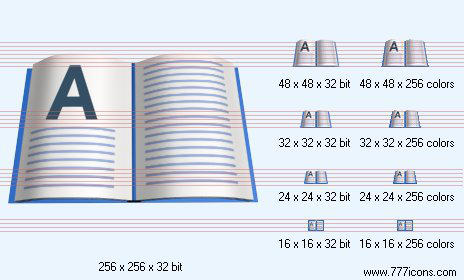 A
48 x 48 x 32 bit
48 x 48 x 256 colors
32 x 32 x 32 bit
32 x 32 x 256 colors
24 x 24 x 32 bit
24 x 24 x 256 colors
16 x 16 x 32 bit
16 x 16 x 256 colors
256 x 256 x 32 bit
www.777icons.com